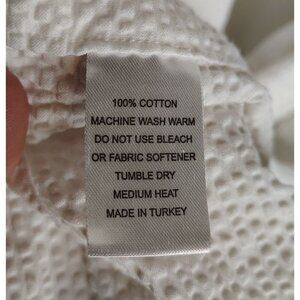 100% COTTON
MACHINE WASH WARM
DO NOT USE BLEACH
OR FABRIC SOFTENER
TUMBLE DRY
MEDIUM HEAT
MADE IN TURKEY